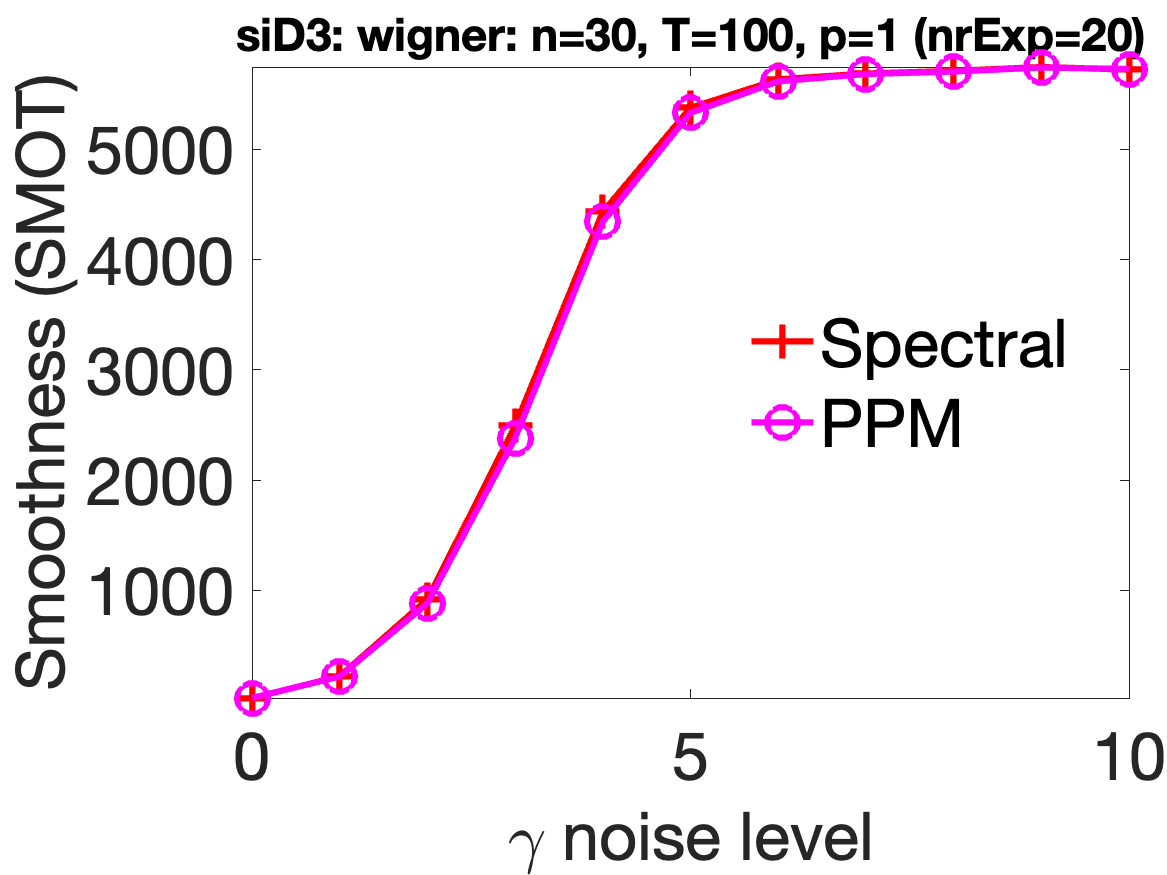 siD3: wigner: n=30, T=100, p=1 (nrExp=20)
Smoothness (SMOT)
5000
4000
3000
2000
1000
Spectral
PPM
0
5
10
γ noise level